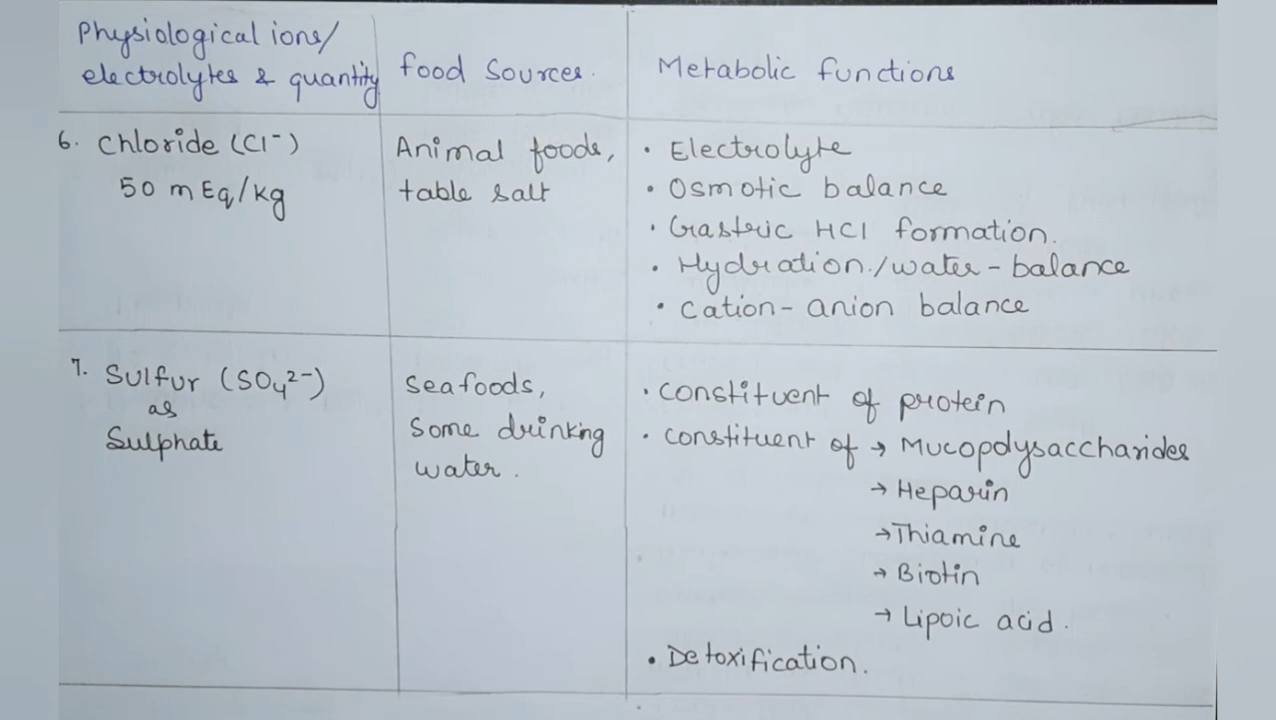 Physiological ions/
electrolytes & quantity
food Sources.
Metabolic functions
6. Chloride (Cl⁻)
50 mEq/kg
Animal foods,
table salt
• Electrolyte
• Osmotic balance
• Gastric HCl formation.
• Hydration./water - balance
• Cation - anion balance
7. Sulfur (SO₄²⁻)
as
Sulphate
Seafoods,
Some drinking
water.
• Constituent of protein
• Constituent of → Mucopolysaccharides
→ Heparin
→ Thiamine
→ Biotin
→ Lipoic acid.
• Detoxification.